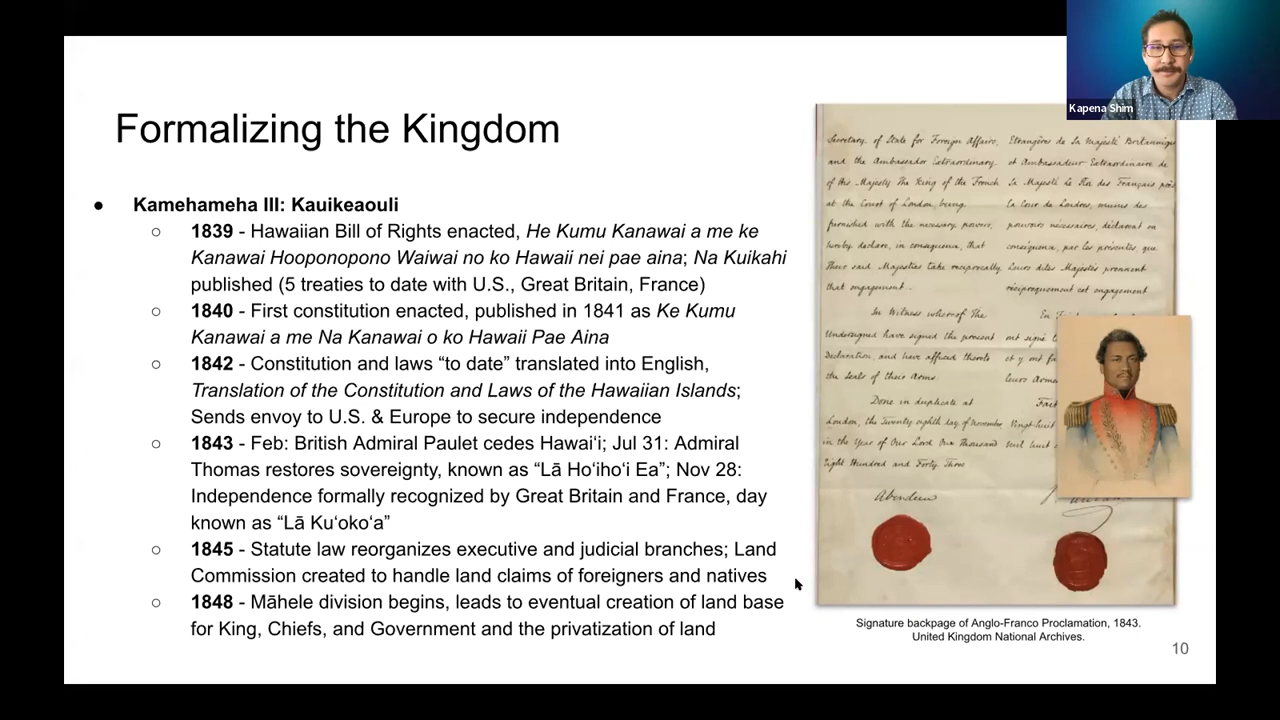 Kapena Shim
Formalizing the Kingdom
● Kamehameha III: Kauikeaouli
○ 1839 - Hawaiian Bill of Rights enacted, He Kumu Kanawai a me ke
Kanawai Hooponopono Waiwai no ko Hawaii nei pae aina; Na Kuikahi
published (5 treaties to date with U.S., Great Britain, France)
○ 1840 - First constitution enacted, published in 1841 as Ke Kumu
Kanawai a me Na Kanawai o ko Hawaii Pae Aina
○ 1842 - Constitution and laws “to date” translated into English,
Translation of the Constitution and Laws of the Hawaiian Islands;
Sends envoy to U.S. & Europe to secure independence
○ 1843 - Feb: British Admiral Paulet cedes Hawaiʻi; Jul 31: Admiral
Thomas restores sovereignty, known as “Lā Hoʻihoʻi Ea”; Nov 28:
Independence formally recognized by Great Britain and France, day
known as “Lā Kuʻokoʻa”
○ 1845 - Statute law reorganizes executive and judicial branches; Land
Commission created to handle land claims of foreigners and natives
○ 1848 - Māhele division begins, leads to eventual creation of land base
for King, Chiefs, and Government and the privatization of land
Secretary of State for Foreign Affairs,
and the Ambassador Extraordinary
of His Majesty The King of the French
at the Court of London, being
furnished with the necessary powers,
hereby declare, in consequence, that
Their said Majesties take reciprocally
that engagement.
In Witness whereof The
Undersigned have signed the present
Declaration, and have affixed thereto
the Seals of their Arms.
Done in duplicate at
London, the Twenty eighth day of November
in the Year of Our Lord One Thousand
Eight Hundred and Forty Three
Aberdeen
Etrangères de Sa Majesté Britannique
et Ambassadeur Extraordinaire de
Sa Majesté Le Roi des Français près
la Cour de Londres, munis des
pouvoirs nécessaires, déclarent en
conséquence, par les présentes, que
Leurs dites Majestés prennent
réciproquement cet engagement
En
ont signé
et y ont
leurs
Fait
Vingt-huit
mil huit
Signature backpage of Anglo-Franco Proclamation, 1843.
United Kingdom National Archives.
10